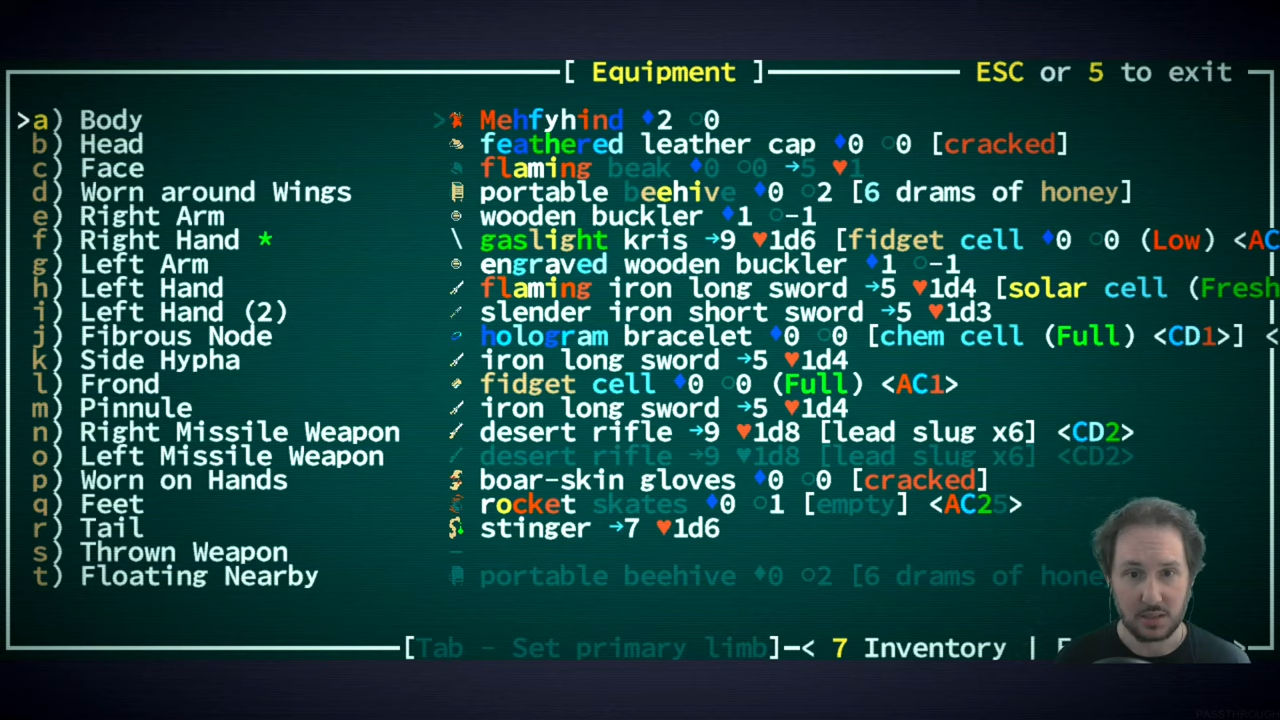 [ Equipment ] ESC or 5 to exit
>a) Body > Mehfyhind ♦2 ○0
b) Head feathered leather cap ♦0 ○0 [cracked]
c) Face flaming beak ♦0 ○0 →5 ♥1
d) Worn around Wings portable beehive ♦0 ○2 [6 drams of honey]
e) Right Arm wooden buckler ♦1 ○-1
f) Right Hand * \ gaslight kris →9 ♥1d6 [fidget cell ♦0 ○0 (Low) <AC
g) Left Arm engraved wooden buckler ♦1 ○-1
h) Left Hand flaming iron long sword →5 ♥1d4 [solar cell (Fresh
i) Left Hand (2) slender iron short sword →5 ♥1d3
j) Fibrous Node hologram bracelet ♦0 ○0 [chem cell (Full) <CD1>] <
k) Side Hypha iron long sword →5 ♥1d4
l) Frond fidget cell ♦0 ○0 (Full) <AC1>
m) Pinnule iron long sword →5 ♥1d4
n) Right Missile Weapon desert rifle →9 ♥1d8 [lead slug x6] <CD2>
o) Left Missile Weapon desert rifle →9 ♥1d8 [lead slug x6] <CD2>
p) Worn on Hands boar-skin gloves ♦0 ○0 [cracked]
q) Feet rocket skates ♦0 ○1 [empty] <AC25>
r) Tail stinger →7 ♥1d6
s) Thrown Weapon –
t) Floating Nearby portable beehive ♦0 ○2 [6 drams of hone
[Tab - Set primary limb]-< 7 Inventory |